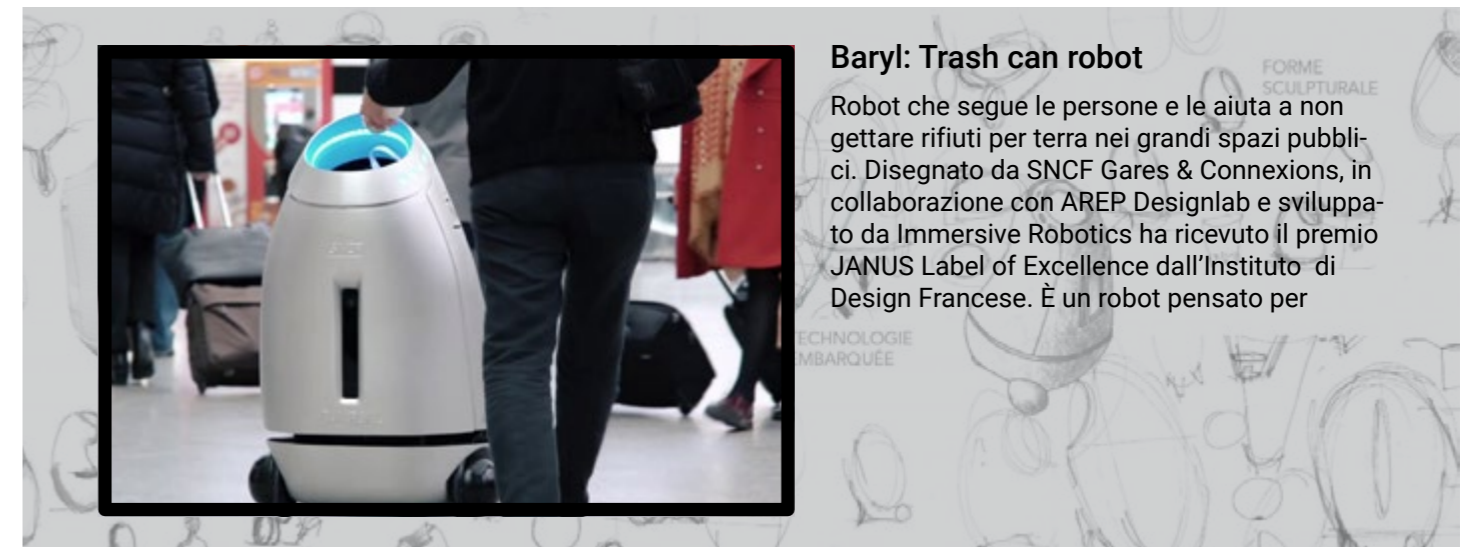 Baryl: Trash can robot
Robot che segue le persone e le aiuta a non
gettare rifiuti per terra nei grandi spazi pubbli-
ci. Disegnato da SNCF Gares & Connexions, in
collaborazione con AREP Designlab e sviluppa-
to da Immersive Robotics ha ricevuto il premio
JANUS Label of Excellence dall'Instituto  di
Design Francese. È un robot pensato per
FORME
SCULPTURALE
ECHNOLOGIE
MBARQUÉE